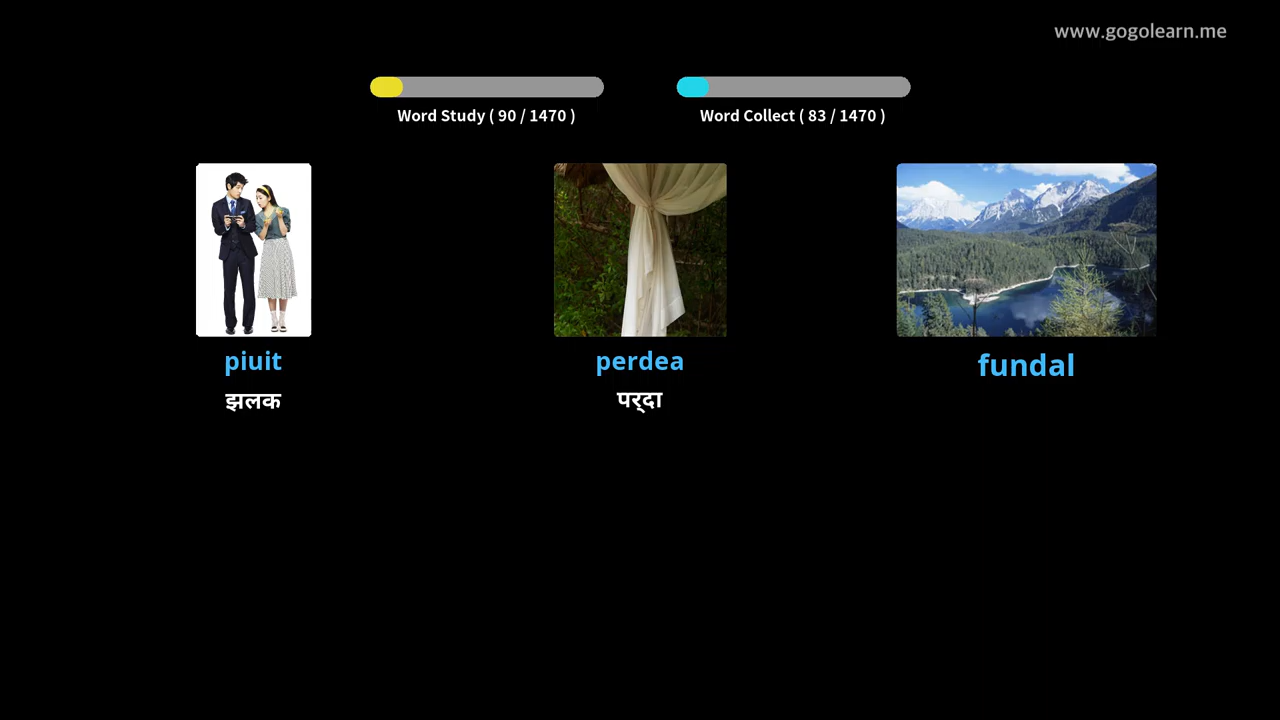 www.gogolearn.me
Word Study ( 90 / 1470 )
Word Collect ( 83 / 1470 )
piuit
perdea
fundal
झलक
पर्‌दा